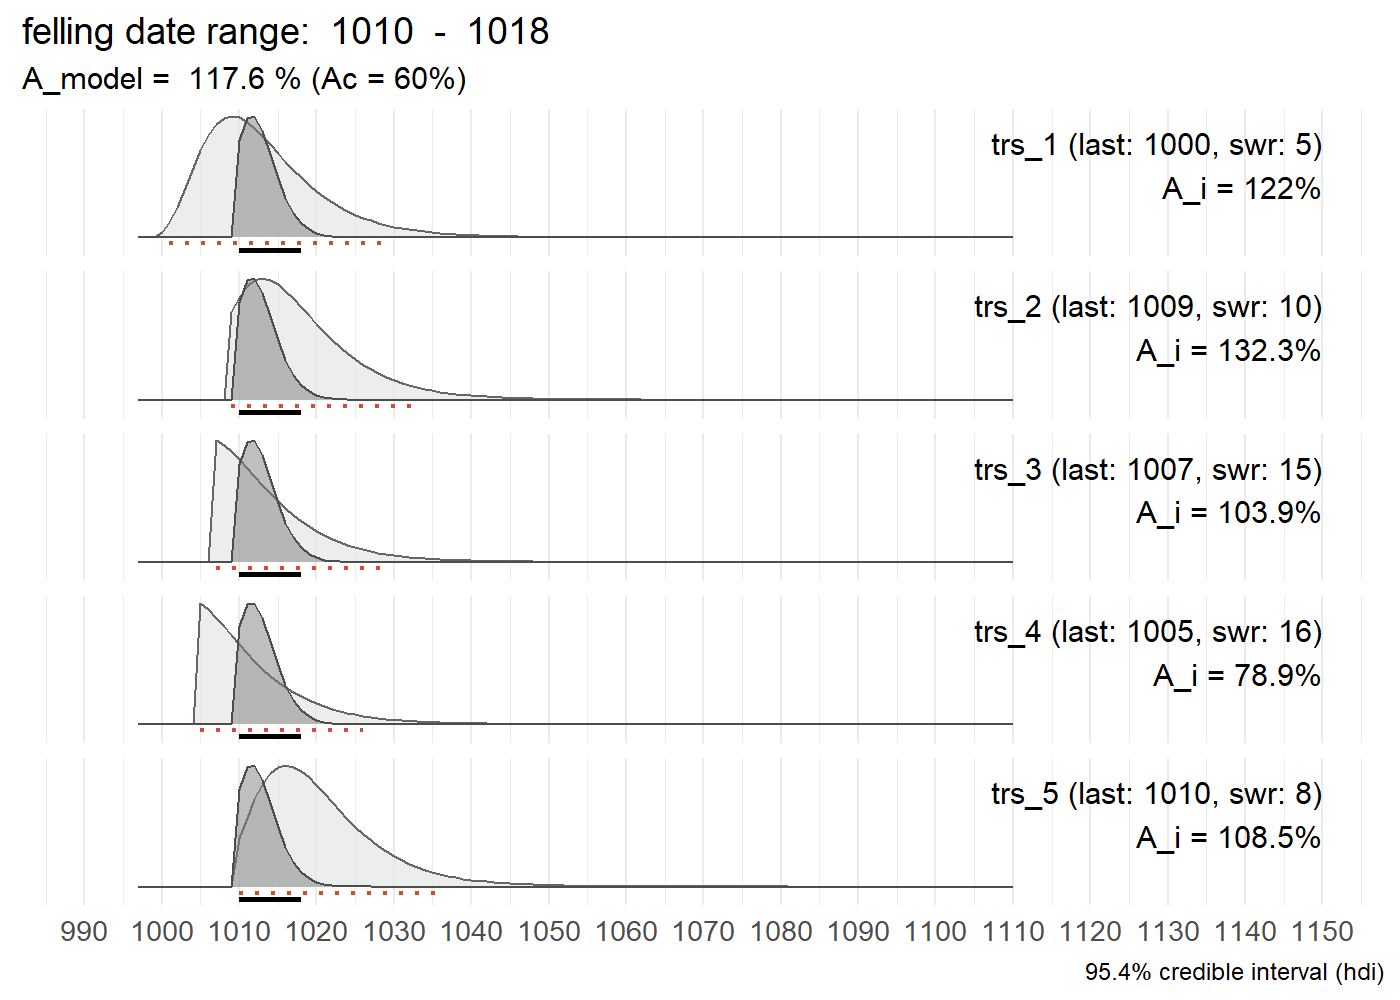 felling date range:  1010  -  1018
A_model =  117.6 % (Ac = 60%)
trs_1 (last: 1000, swr: 5)
A_i = 122%
trs_2 (last: 1009, swr: 10)
A_i = 132.3%
trs_3 (last: 1007, swr: 15)
A_i = 103.9%
trs_4 (last: 1005, swr: 16)
A_i = 78.9%
trs_5 (last: 1010, swr: 8)
A_i = 108.5%
990 1000 1010 1020 1030 1040 1050 1060 1070 1080 1090 1100 1110 1120 1130 1140 1150
95.4% credible interval (hdi)